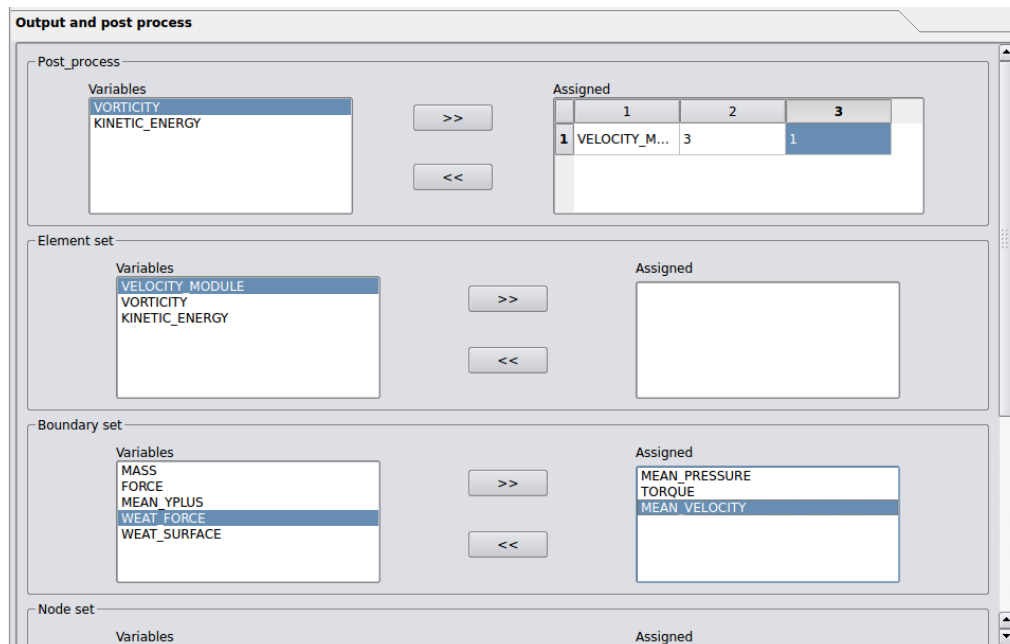 Output and post process
Post_process
Variables
VORTICITY
KINETIC_ENERGY
>>
<<
Assigned
1 2 3
1 VELOCITY_M... 3 1
Element set
Variables
VELOCITY_MODULE
VORTICITY
KINETIC_ENERGY
>>
<<
Assigned
Boundary set
Variables
MASS
FORCE
MEAN_YPLUS
WEAT_FORCE
WEAT_SURFACE
>>
<<
Assigned
MEAN_PRESSURE
TORQUE
MEAN_VELOCITY
Node set
Variables
Assigned